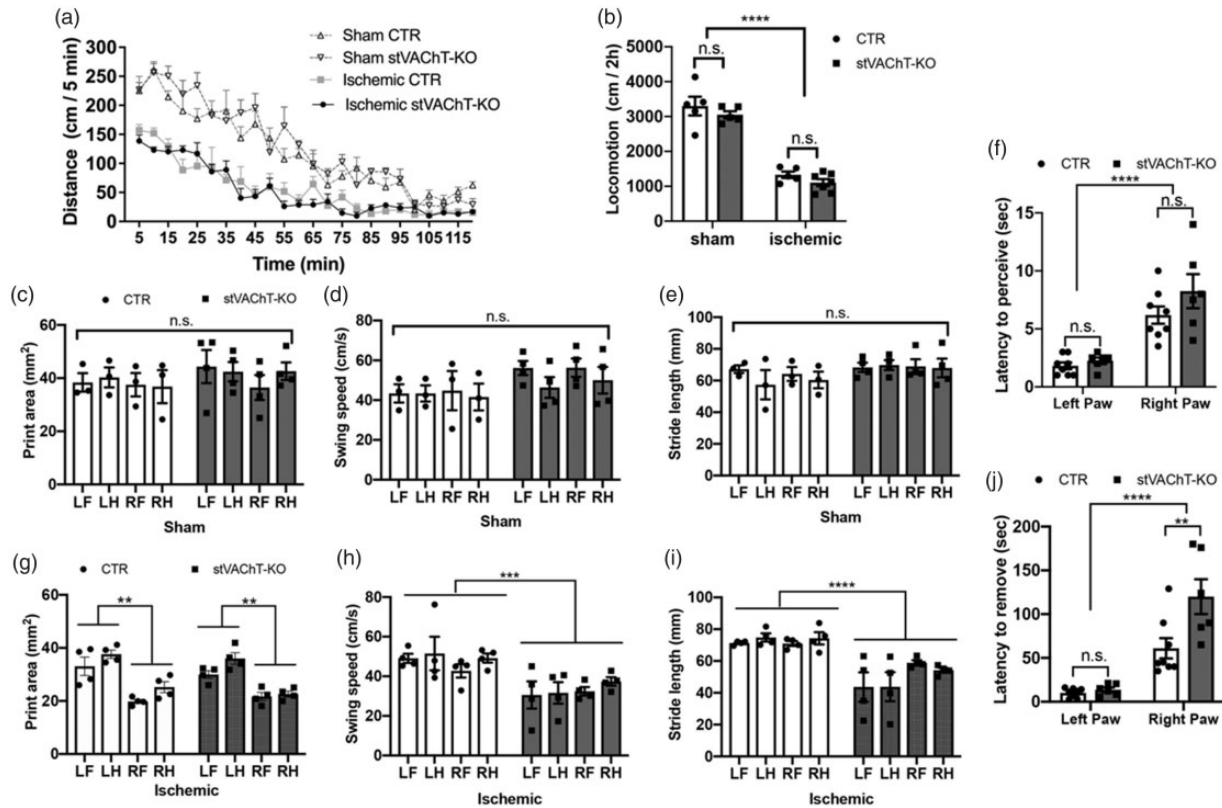 (a)
Distance (cm / 5 min)
300
250
200
150
100
50
0
5 15 25 35 45 55 65 75 85 95 105 115
Time (min)
Sham CTR
Sham stVAChT-KO
Ischemic CTR
Ischemic stVAChT-KO
(b)
Locomotion (cm / 2h)
5000
4000
3000
2000
1000
0
****
n.s.
n.s.
CTR
stVAChT-KO
sham ischemic
(c)
CTR stVAChT-KO
Print area (mm²)
60
40
20
0
n.s.
LF LH RF RH LF LH RF RH
Sham
(d)
Swing speed (cm/s)
80
60
40
20
0
n.s.
LF LH RF RH LF LH RF RH
Sham
(e)
Stride length (mm)
100
80
60
40
20
0
n.s.
LF LH RF RH LF LH RF RH
Sham
(f)
CTR stVAChT-KO
Latency to perceive (sec)
15
10
5
0
****
n.s.
n.s.
Left Paw Right Paw
(g)
CTR stVAChT-KO
Print area (mm²)
60
40
20
0
** **
LF LH RF RH LF LH RF RH
Ischemic
(h)
Swing speed (cm/s)
80
60
40
20
0
***
LF LH RF RH LF LH RF RH
Ischemic
(i)
Stride length (mm)
100
80
60
40
20
0
****
LF LH RF RH LF LH RF RH
Ischemic
(j)
CTR stVAChT-KO
Latency to remove (sec)
200
150
100
50
0
****
**
n.s.
Left Paw Right Paw